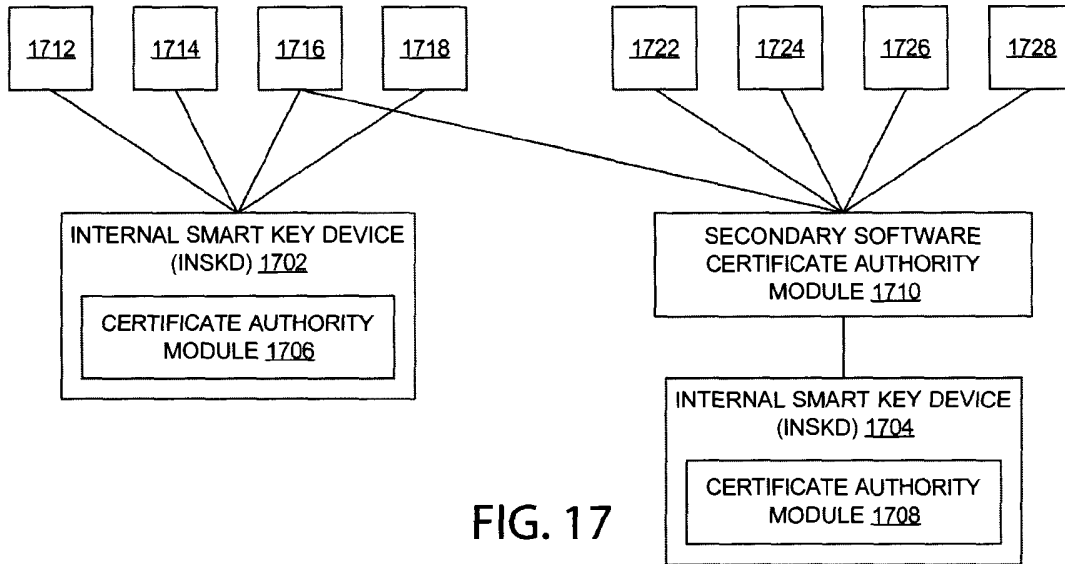 1712 1714 1716 1718 1722 1724 1726 1728
INTERNAL SMART KEY DEVICE
(INSKD) 1702
CERTIFICATE AUTHORITY
MODULE 1706
SECONDARY SOFTWARE
CERTIFICATE AUTHORITY
MODULE 1710
INTERNAL SMART KEY DEVICE
(INSKD) 1704
CERTIFICATE AUTHORITY
MODULE 1708
FIG. 17